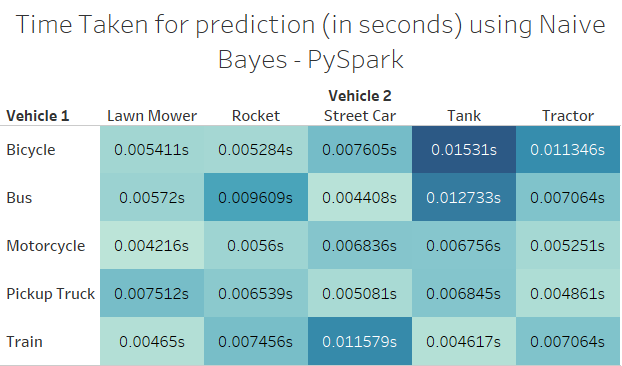 Time Taken for prediction (in seconds) using Naive
Bayes - PySpark
Vehicle 2
Vehicle 1 Lawn Mower Rocket Street Car Tank Tractor
Bicycle 0.005411s 0.005284s 0.007605s 0.01531s 0.011346s
Bus 0.00572s 0.009609s 0.004408s 0.012733s 0.007064s
Motorcycle 0.004216s 0.0056s 0.006836s 0.006756s 0.005251s
Pickup Truck 0.007512s 0.006539s 0.005081s 0.006845s 0.004861s
Train 0.00465s 0.007456s 0.011579s 0.004617s 0.007064s